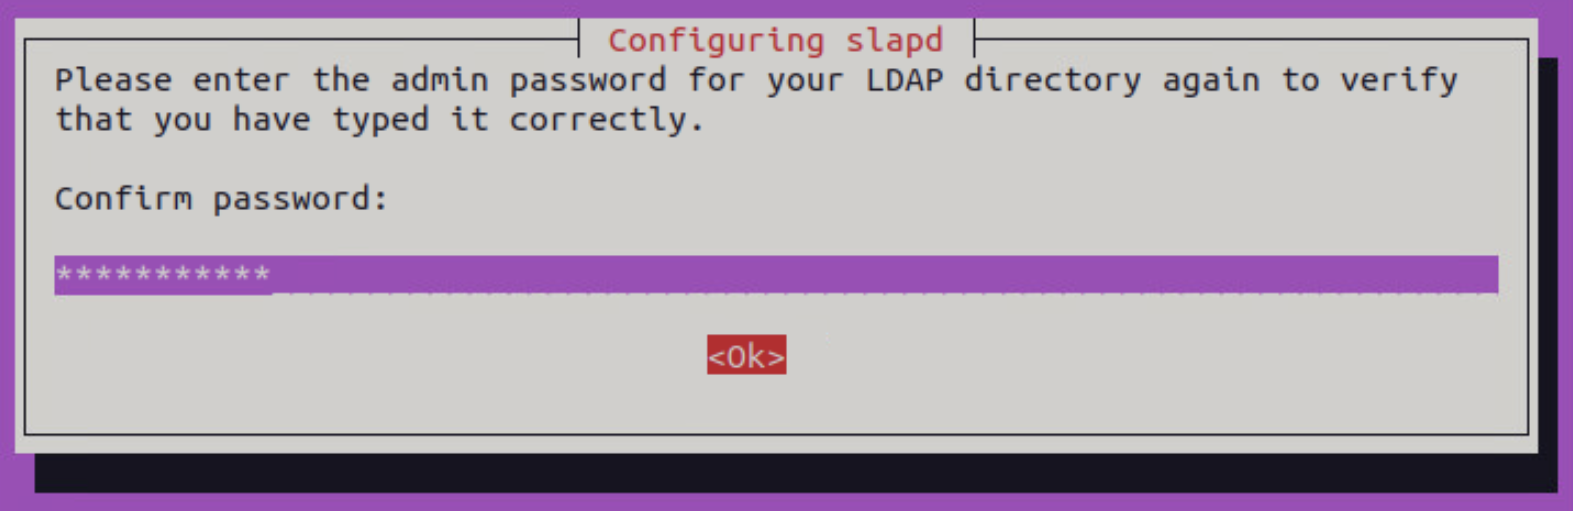 Configuring slapd
Please enter the admin password for your LDAP directory again to verify
that you have typed it correctly.
Confirm password:
***********
<Ok>